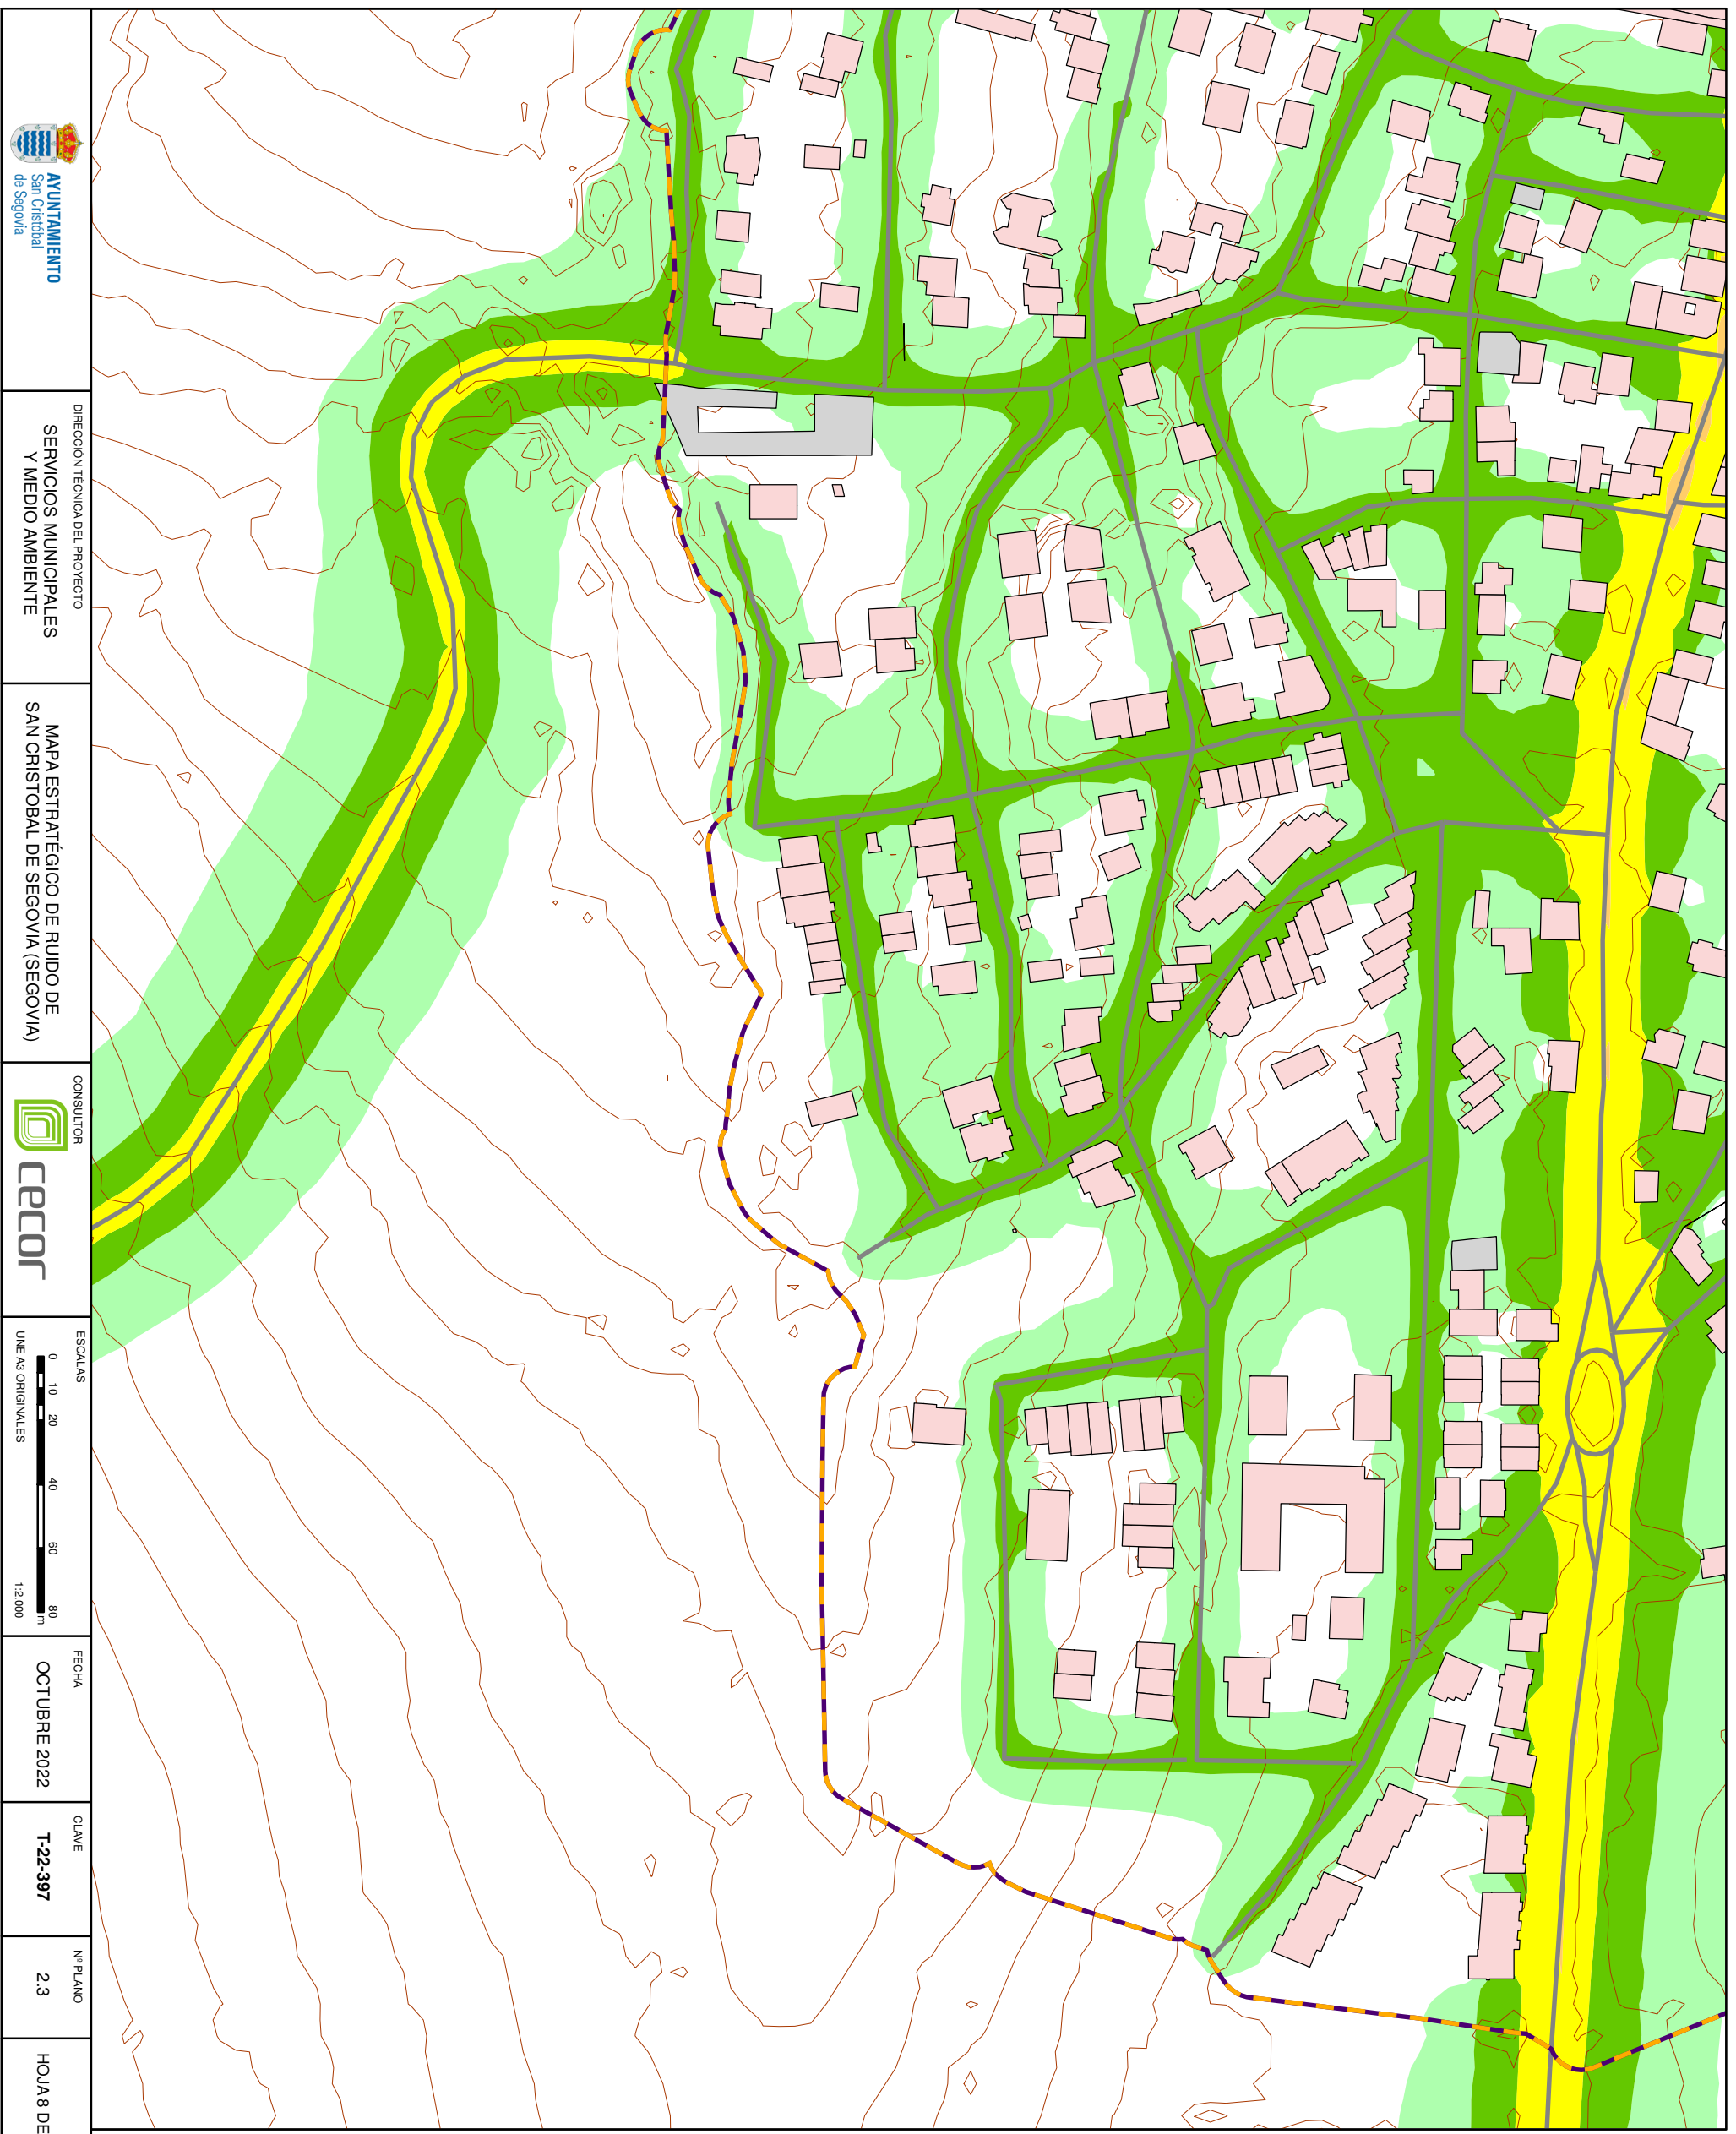 AYUNTAMIENTO
San Cristóbal
de Segovia
DIRECCIÓN TÉCNICA DEL PROYECTO
SERVICIOS MUNICIPALES
Y MEDIO AMBIENTE
MAPA ESTRATÉGICO DE RUIDO DE
SAN CRISTOBAL DE SEGOVIA (SEGOVIA)
CONSULTOR
cecor
ESCALAS
0 10 20 40 60 80 m
UNE A3 ORIGINALES 1:2.000
FECHA
OCTUBRE 2022
CLAVE
T-22-397
Nº PLANO
2.3
HOJA 8 DE